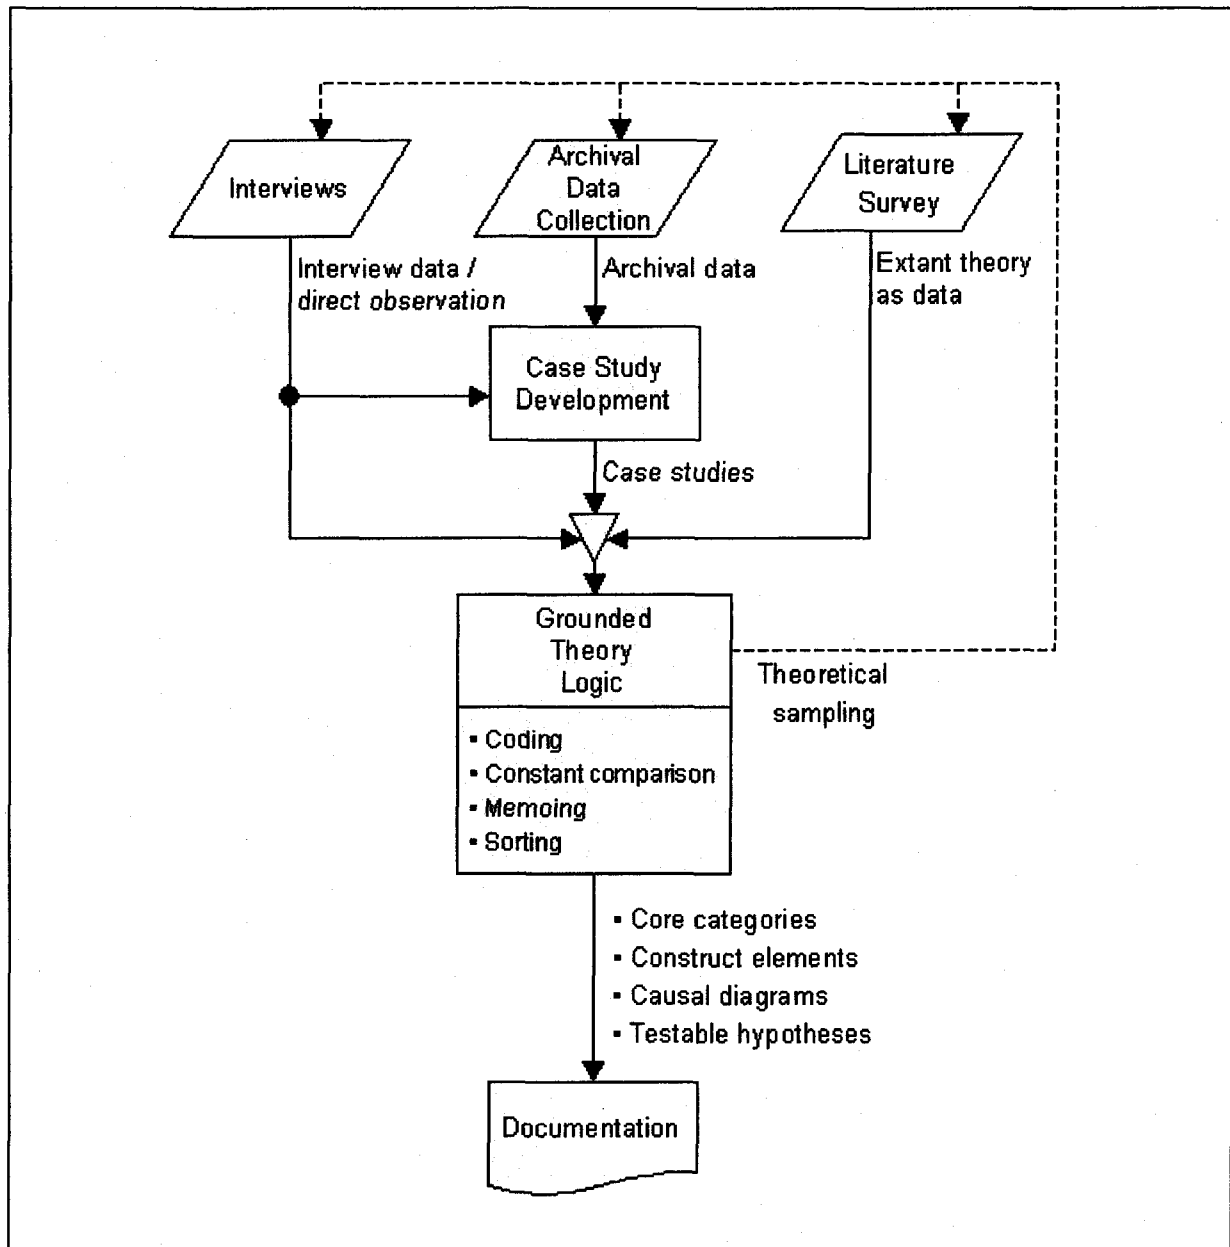 Interviews
Archival
Data
Collection
Literature
Survey
Interview data /
direct observation
Archival data
Extant theory
as data
Case Study
Development
Case studies
Grounded
Theory
Logic
Theoretical
sampling
▪ Coding
▪ Constant comparison
▪ Memoing
▪ Sorting
▪ Core categories
▪ Construct elements
▪ Causal diagrams
▪ Testable hypotheses
Documentation